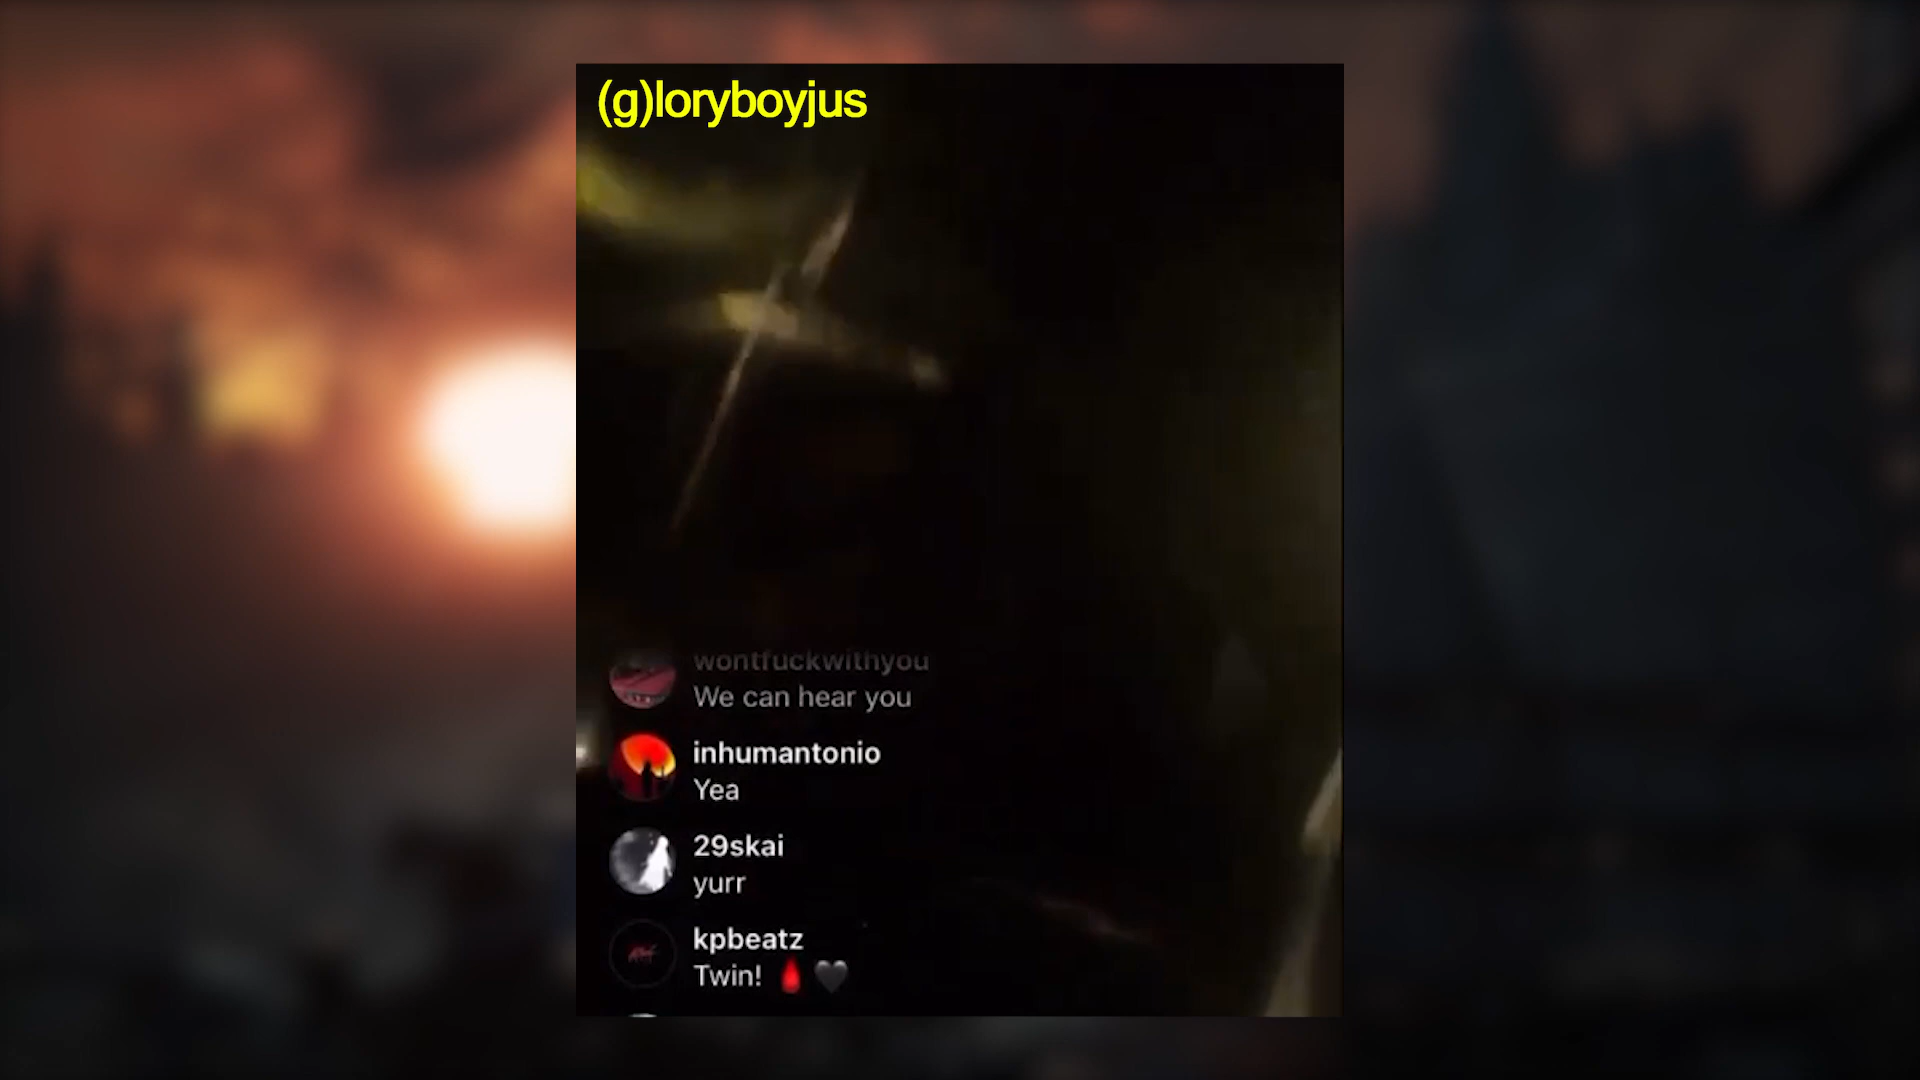 (g)loryboyjus
wontfuckwithyou
We can hear you
inhumantonio
Yea
29skai
yurr
kpbeatz
Twin! 🩸 🖤